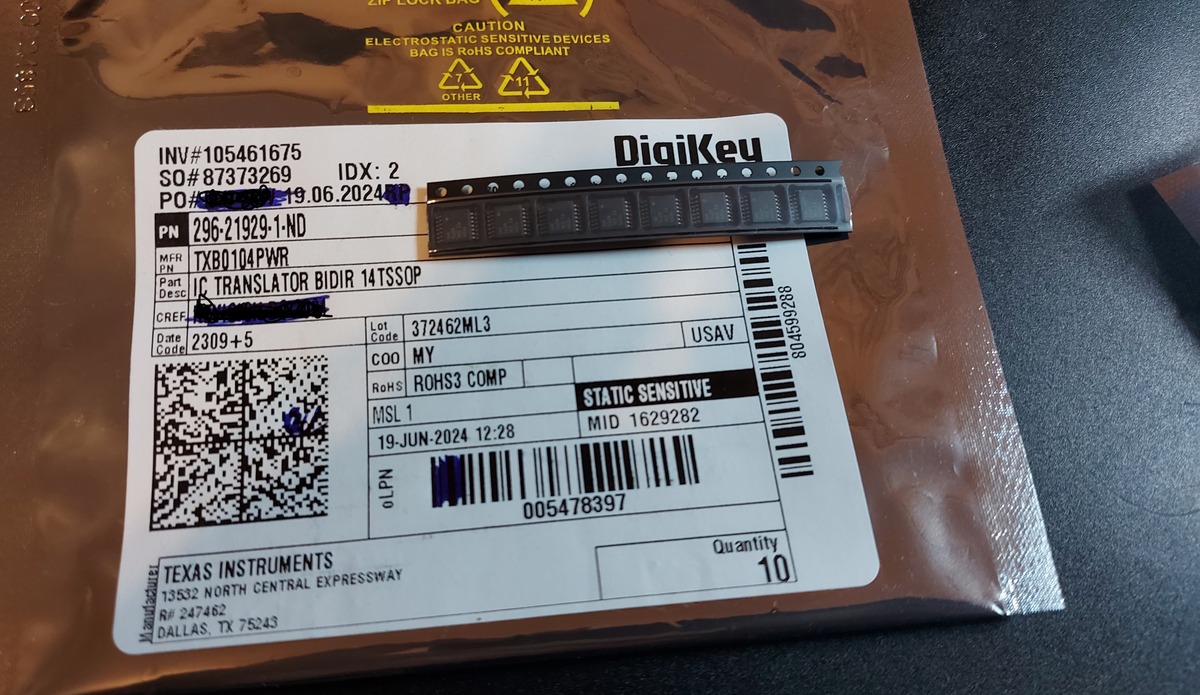 ZIP LOCK BAG
CAUTION
ELECTROSTATIC SENSITIVE DEVICES
BAG IS RoHS COMPLIANT
7
11
OTHER
INV#105461675
DigiKey
SO#87373269
IDX: 2
PO#
19.06.2024
PN
296-21929-1-ND
MFR PN
TXB0104PWR
Part Desc
IC TRANSLATOR BIDIR 14TSSOP
CREF
Date Code
2309+5
Lot Code
372462ML3
USAV
COO
MY
RoHS
ROHS3 COMP
MSL 1
STATIC SENSITIVE
19-JUN-2024 12:28
MID 1629282
oLPN
005478397
804599288
Manufacturer
TEXAS INSTRUMENTS
13532 NORTH CENTRAL EXPRESSWAY
R# 247462
DALLAS, TX 75243
Quantity
10